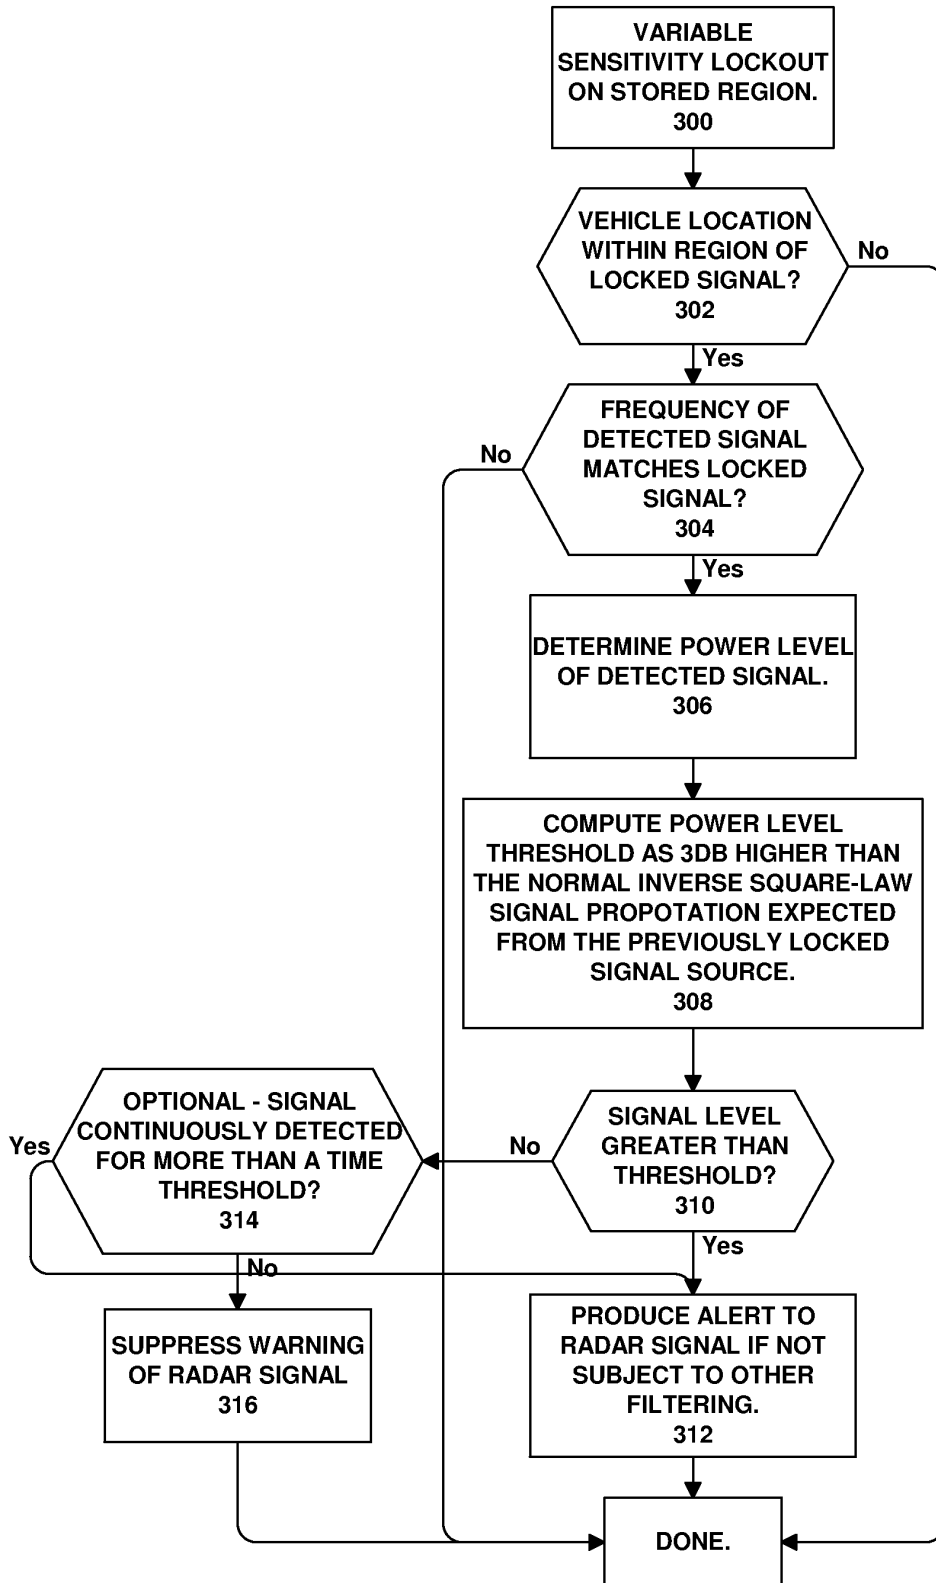 VARIABLE
SENSITIVITY LOCKOUT
ON STORED REGION.
300
VEHICLE LOCATION
WITHIN REGION OF
LOCKED SIGNAL?
302
No
Yes
FREQUENCY OF
DETECTED SIGNAL
MATCHES LOCKED
SIGNAL?
304
No
Yes
DETERMINE POWER LEVEL
OF DETECTED SIGNAL.
306
COMPUTE POWER LEVEL
THRESHOLD AS 3DB HIGHER THAN
THE NORMAL INVERSE SQUARE-LAW
SIGNAL PROPOTATION EXPECTED
FROM THE PREVIOUSLY LOCKED
SIGNAL SOURCE.
308
SIGNAL LEVEL
GREATER THAN
THRESHOLD?
310
No
Yes
OPTIONAL - SIGNAL
CONTINUOUSLY DETECTED
FOR MORE THAN A TIME
THRESHOLD?
314
Yes
No
SUPPRESS WARNING
OF RADAR SIGNAL
316
PRODUCE ALERT TO
RADAR SIGNAL IF NOT
SUBJECT TO OTHER
FILTERING.
312
DONE.